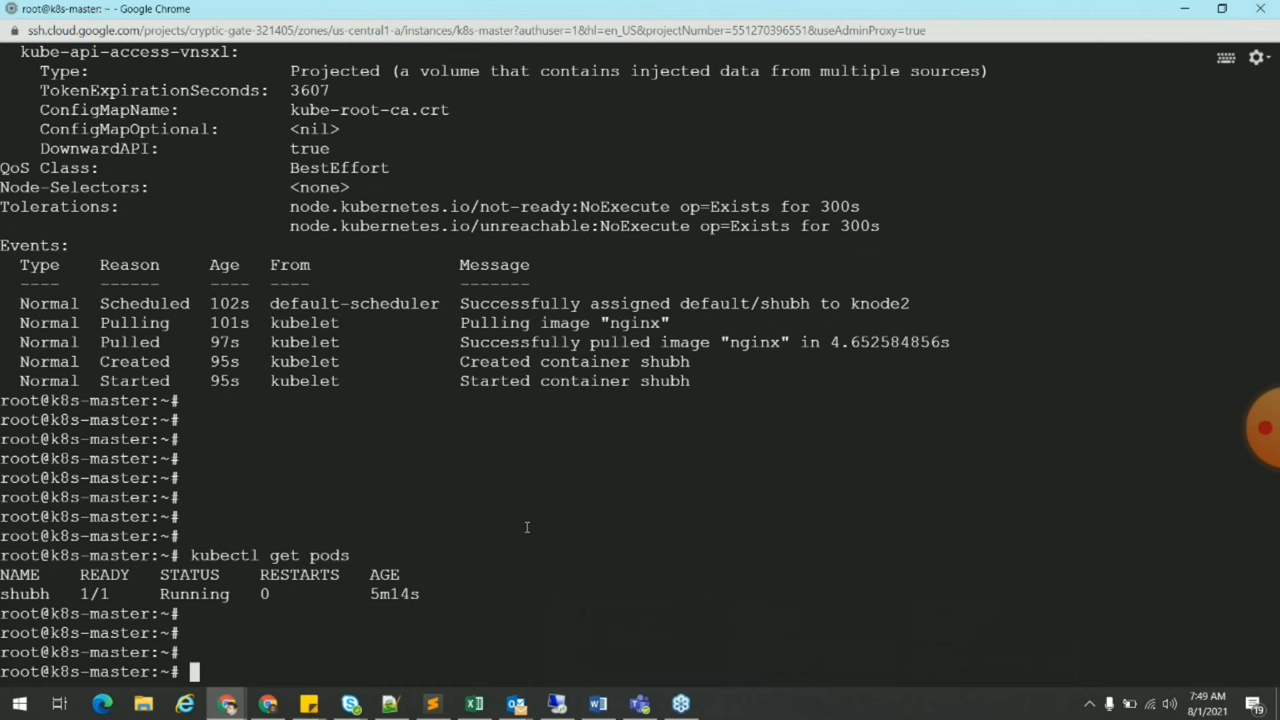 root@k8s-master: ~ - Google Chrome
ssh.cloud.google.com/projects/cryptic-gate-321405/zones/us-central1-a/instances/k8s-master?authuser=1&hl=en_US&projectNumber=551270396551&useAdminProxy=true
kube-api-access-vnsxl:
Type: Projected (a volume that contains injected data from multiple sources)
TokenExpirationSeconds: 3607
ConfigMapName: kube-root-ca.crt
ConfigMapOptional: <nil>
DownwardAPI: true
QoS Class: BestEffort
Node-Selectors: <none>
Tolerations: node.kubernetes.io/not-ready:NoExecute op=Exists for 300s
node.kubernetes.io/unreachable:NoExecute op=Exists for 300s
Events:
Type Reason Age From Message
---- ------ ---- ---- -------
Normal Scheduled 102s default-scheduler Successfully assigned default/shubh to knode2
Normal Pulling 101s kubelet Pulling image "nginx"
Normal Pulled 97s kubelet Successfully pulled image "nginx" in 4.652584856s
Normal Created 95s kubelet Created container shubh
Normal Started 95s kubelet Started container shubh
root@k8s-master:~#
root@k8s-master:~#
root@k8s-master:~#
root@k8s-master:~#
root@k8s-master:~#
root@k8s-master:~#
root@k8s-master:~#
root@k8s-master:~#
root@k8s-master:~# kubectl get pods
NAME READY STATUS RESTARTS AGE
shubh 1/1 Running 0 5m14s
root@k8s-master:~#
root@k8s-master:~#
root@k8s-master:~#
root@k8s-master:~#
7:49 AM
8/1/2021
19